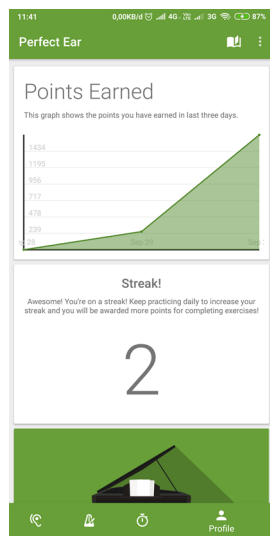 11:41 0,00KB/d 4G 3G 87%
Perfect Ear
Points Earned
This graph shows the points you have earned in last three days.
1434
1195
956
717
478
239
28 Sep 29 Sep
Streak!
Awesome! You're on a streak! Keep practicing daily to increase your
streak and you will be awarded more points for completing exercises!
2
Profile